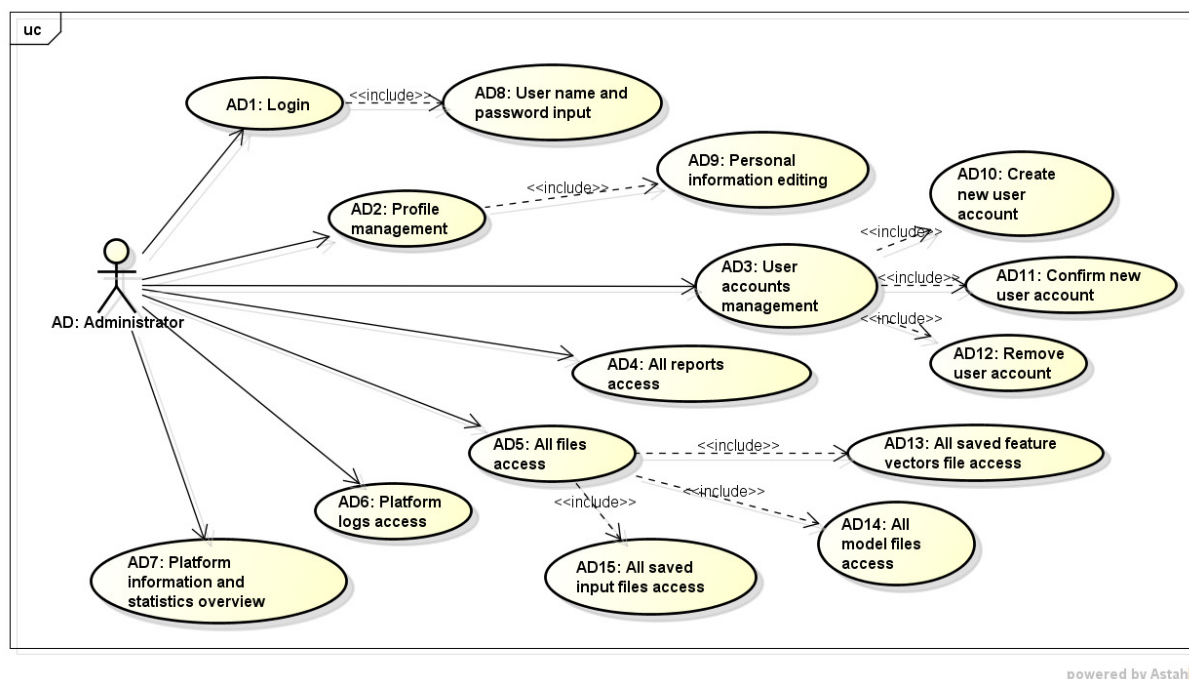 uc
AD1: Login
<<include>>
AD8: User name and
password input
AD9: Personal
information editing
<<include>>
AD2: Profile
management
AD10: Create
new user
account
<<include>>
AD3: User
accounts
management
<<include>>
AD11: Confirm new
user account
<<include>>
AD: Administrator
AD12: Remove
user account
AD4: All reports
access
AD5: All files
access
<<include>>
AD13: All saved feature
vectors file access
<<include>>
<<include>>
AD6: Platform
logs access
AD14: All
model files
access
AD7: Platform
information and
statistics overview
AD15: All saved
input files access
powered by Astah